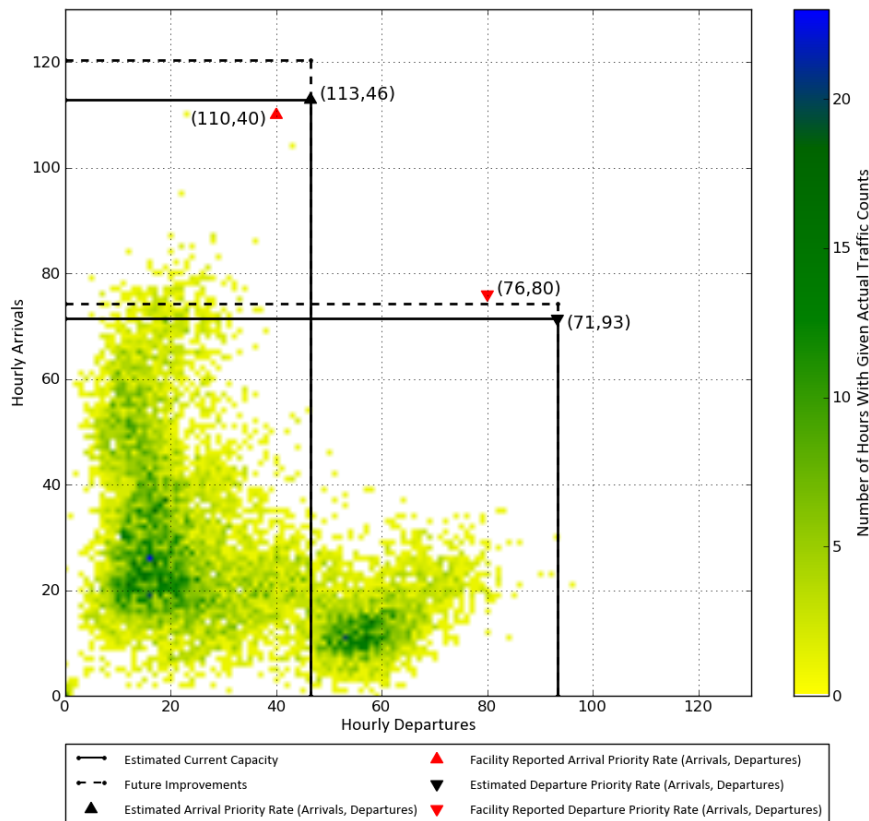 120
100
80
60
40
20
0
Hourly Arrivals
(113,46)
(110,40)
(76,80)
(71,93)
0 20 40 60 80 100 120
Hourly Departures
20
15
10
5
0
Number of Hours With Given Actual Traffic Counts
Estimated Current Capacity
Future Improvements
Estimated Arrival Priority Rate (Arrivals, Departures)
Facility Reported Arrival Priority Rate (Arrivals, Departures)
Estimated Departure Priority Rate (Arrivals, Departures)
Facility Reported Departure Priority Rate (Arrivals, Departures)